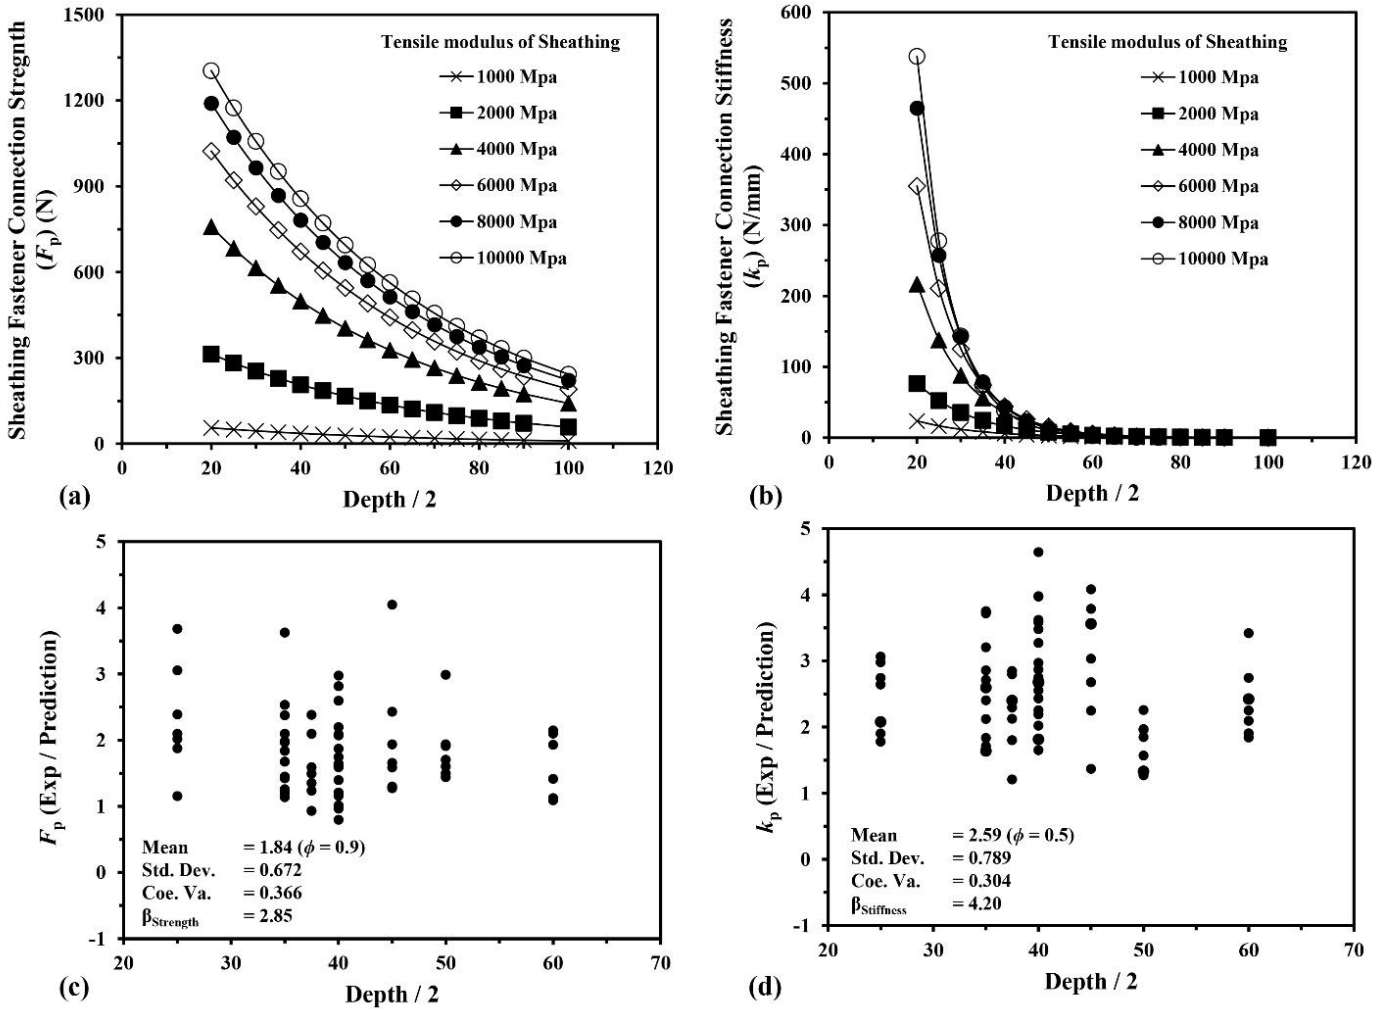 Sheathing Fastener Connection Stregnth
(Fp) (N)
1500
1200
900
600
300
0
Tensile modulus of Sheathing
1000 Mpa
2000 Mpa
4000 Mpa
6000 Mpa
8000 Mpa
10000 Mpa
0 20 40 60 80 100 120
(a)
Depth / 2
Sheathing Fastener Connection Stiffness
(kp) (N/mm)
600
500
400
300
200
100
0
Tensile modulus of Sheathing
1000 Mpa
2000 Mpa
4000 Mpa
6000 Mpa
8000 Mpa
10000 Mpa
0 20 40 60 80 100 120
(b)
Depth / 2
Fp (Exp / Prediction)
5
4
3
2
1
0
-1
Mean = 1.84 (ϕ = 0.9)
Std. Dev. = 0.672
Coe. Va. = 0.366
βStrength = 2.85
20 30 40 50 60 70
(c)
Depth / 2
kp (Exp / Prediction)
5
4
3
2
1
0
-1
Mean = 2.59 (ϕ = 0.5)
Std. Dev. = 0.789
Coe. Va. = 0.304
βStiffness = 4.20
20 30 40 50 60 70
(d)
Depth / 2